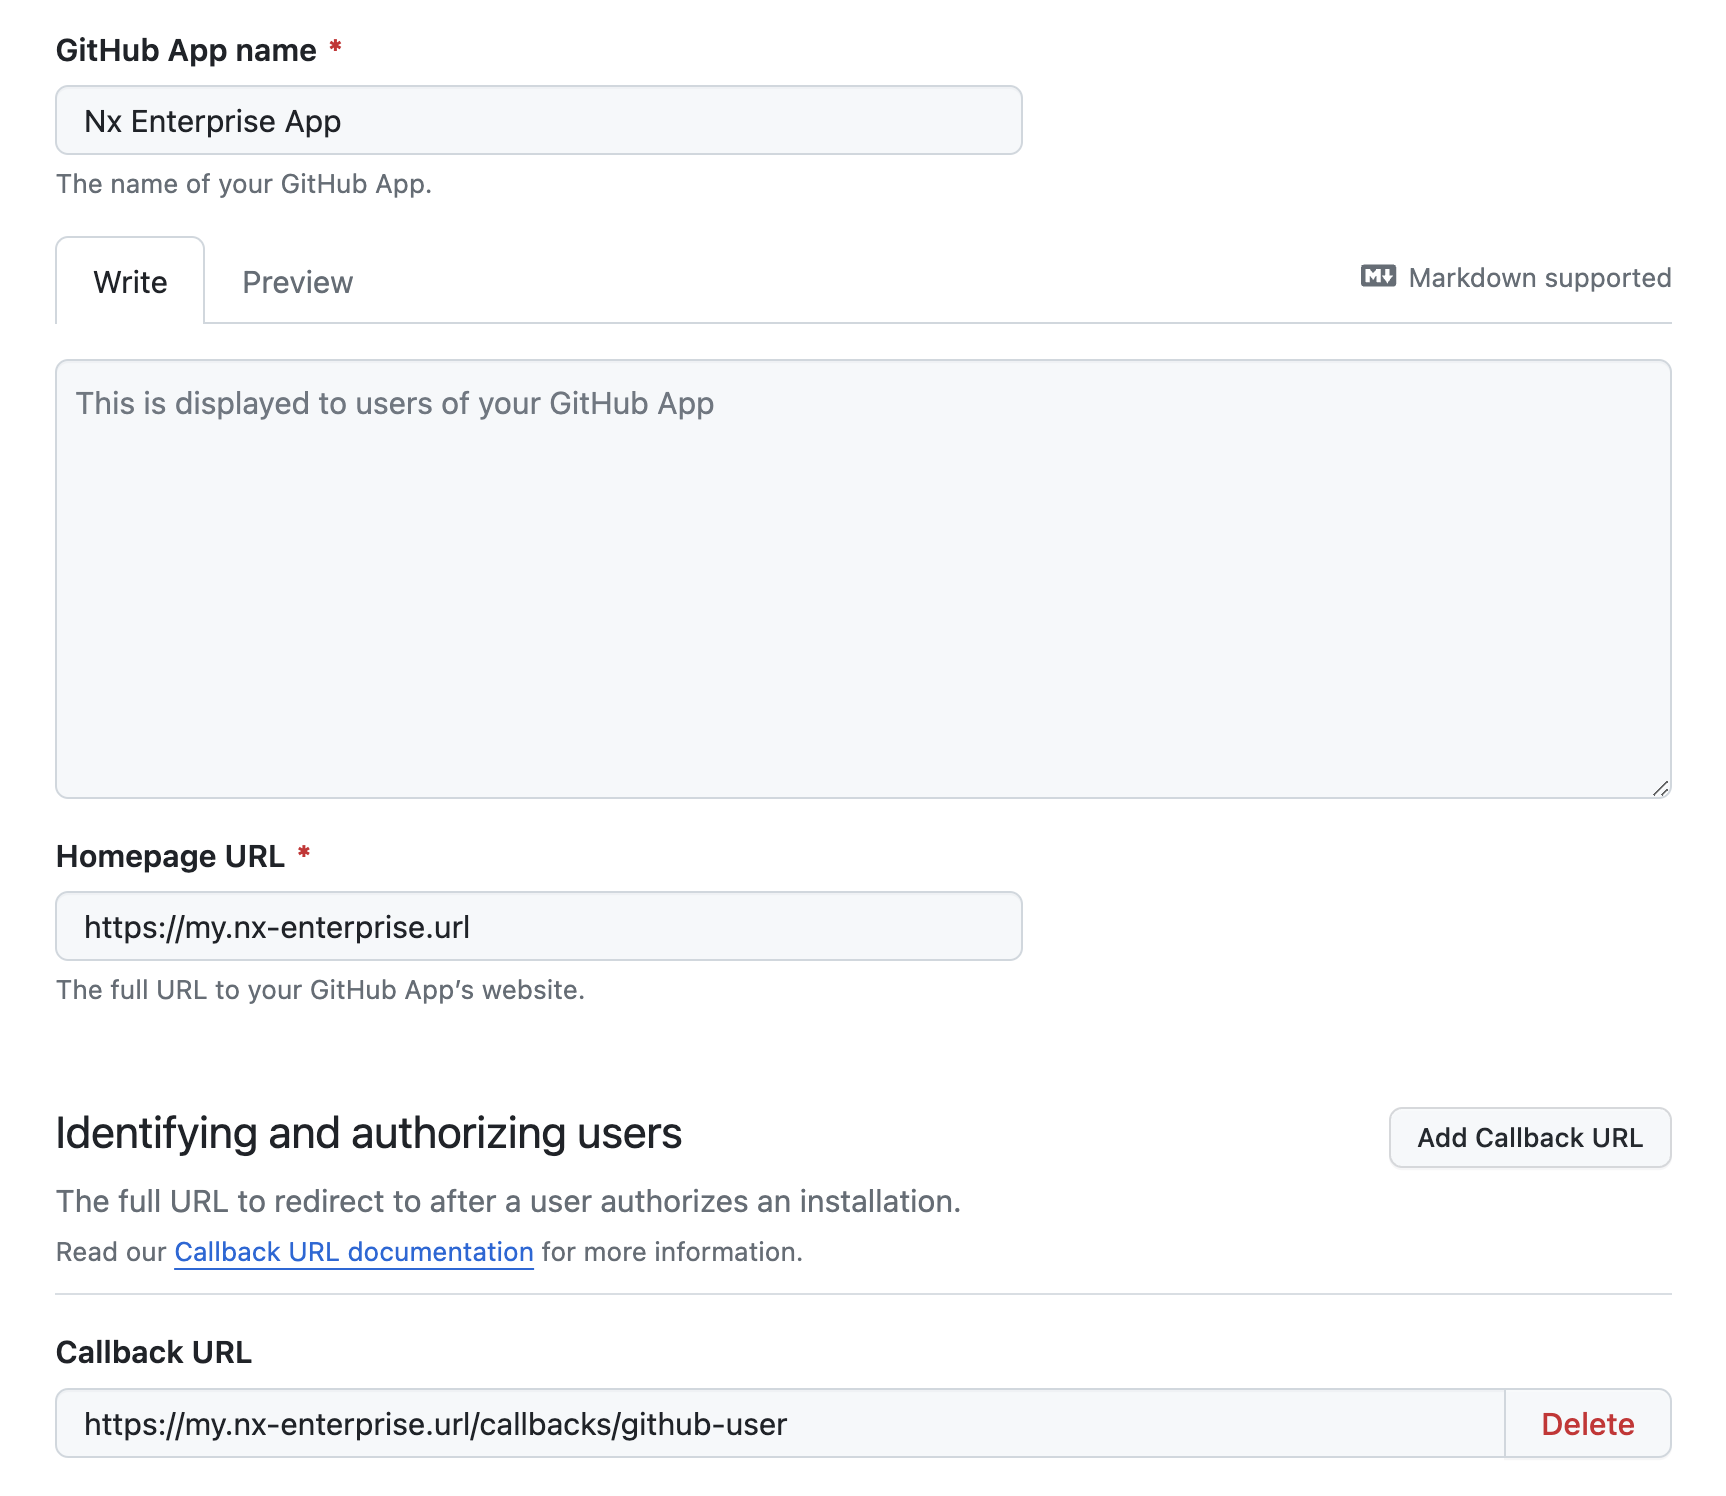 GitHub App name *
Nx Enterprise App
The name of your GitHub App.
Write Preview Markdown supported
This is displayed to users of your GitHub App
Homepage URL *
https://my.nx-enterprise.url
The full URL to your GitHub App’s website.
Identifying and authorizing users
Add Callback URL
The full URL to redirect to after a user authorizes an installation.
Read our Callback URL documentation for more information.
Callback URL
https://my.nx-enterprise.url/callbacks/github-user Delete